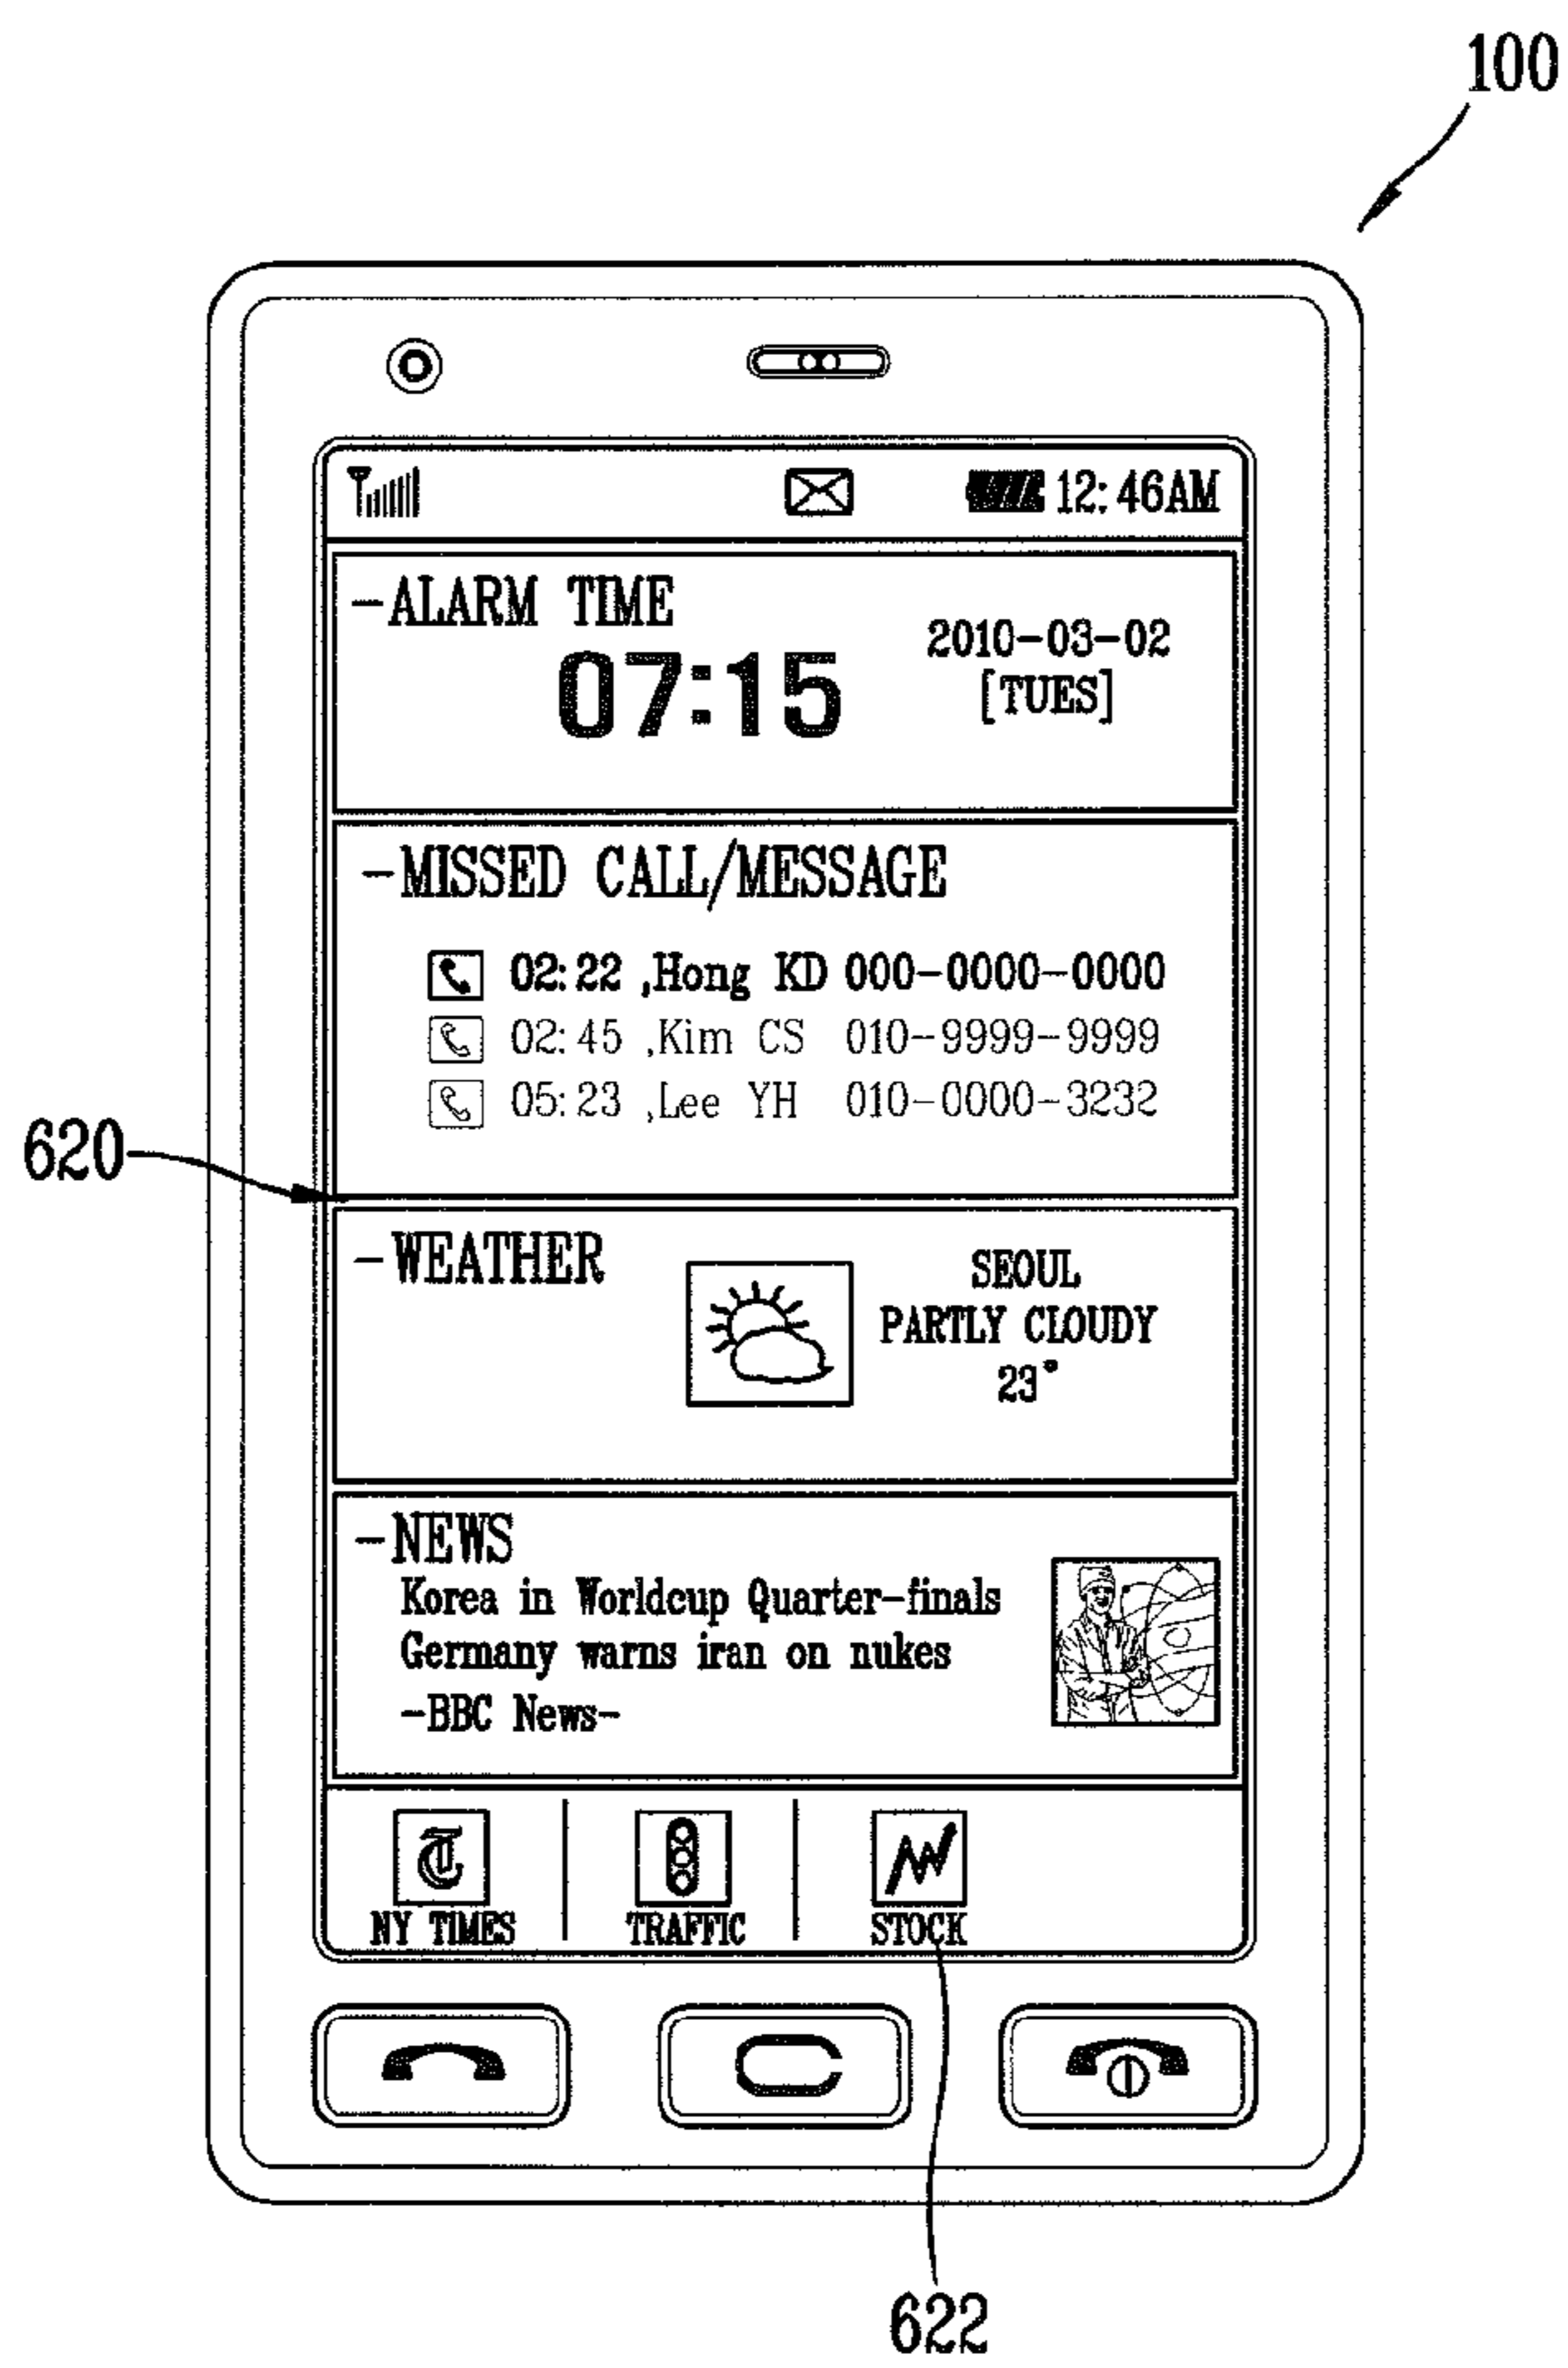 100
12:46AM
-ALARM TIME
07:15
2010-03-02
[TUES]
-MISSED CALL/MESSAGE
02:22 ,Hong KD 000-0000-0000
02:45 ,Kim CS 010-9999-9999
05:23 ,Lee YH 010-0000-3232
620
-WEATHER
SEOUL
PARTLY CLOUDY
23°
-NEWS
Korea in Worldcup Quarter-finals
Germany warns iran on nukes
-BBC News-
NY TIMES TRAFFIC STOCK
622